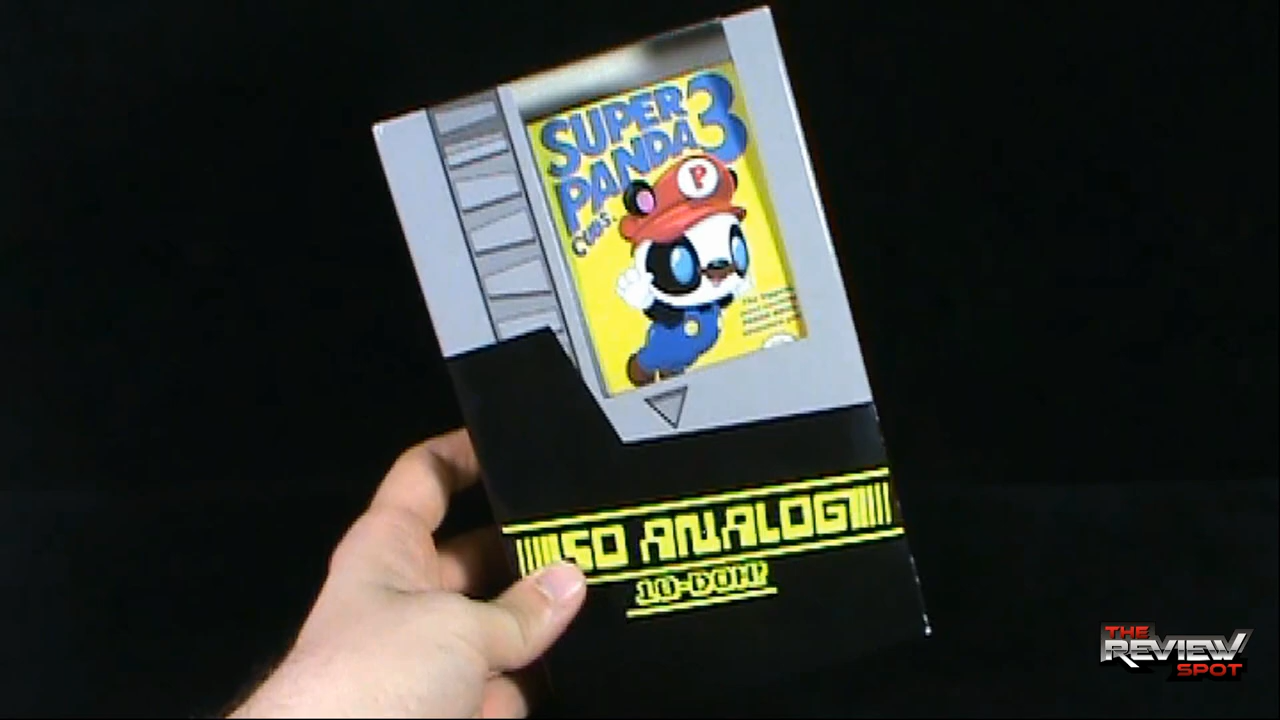 SUPER 3
PANDA
CUBS.
P
SO ANALOG
10-DOH!
THE
REVIEW
SPOT